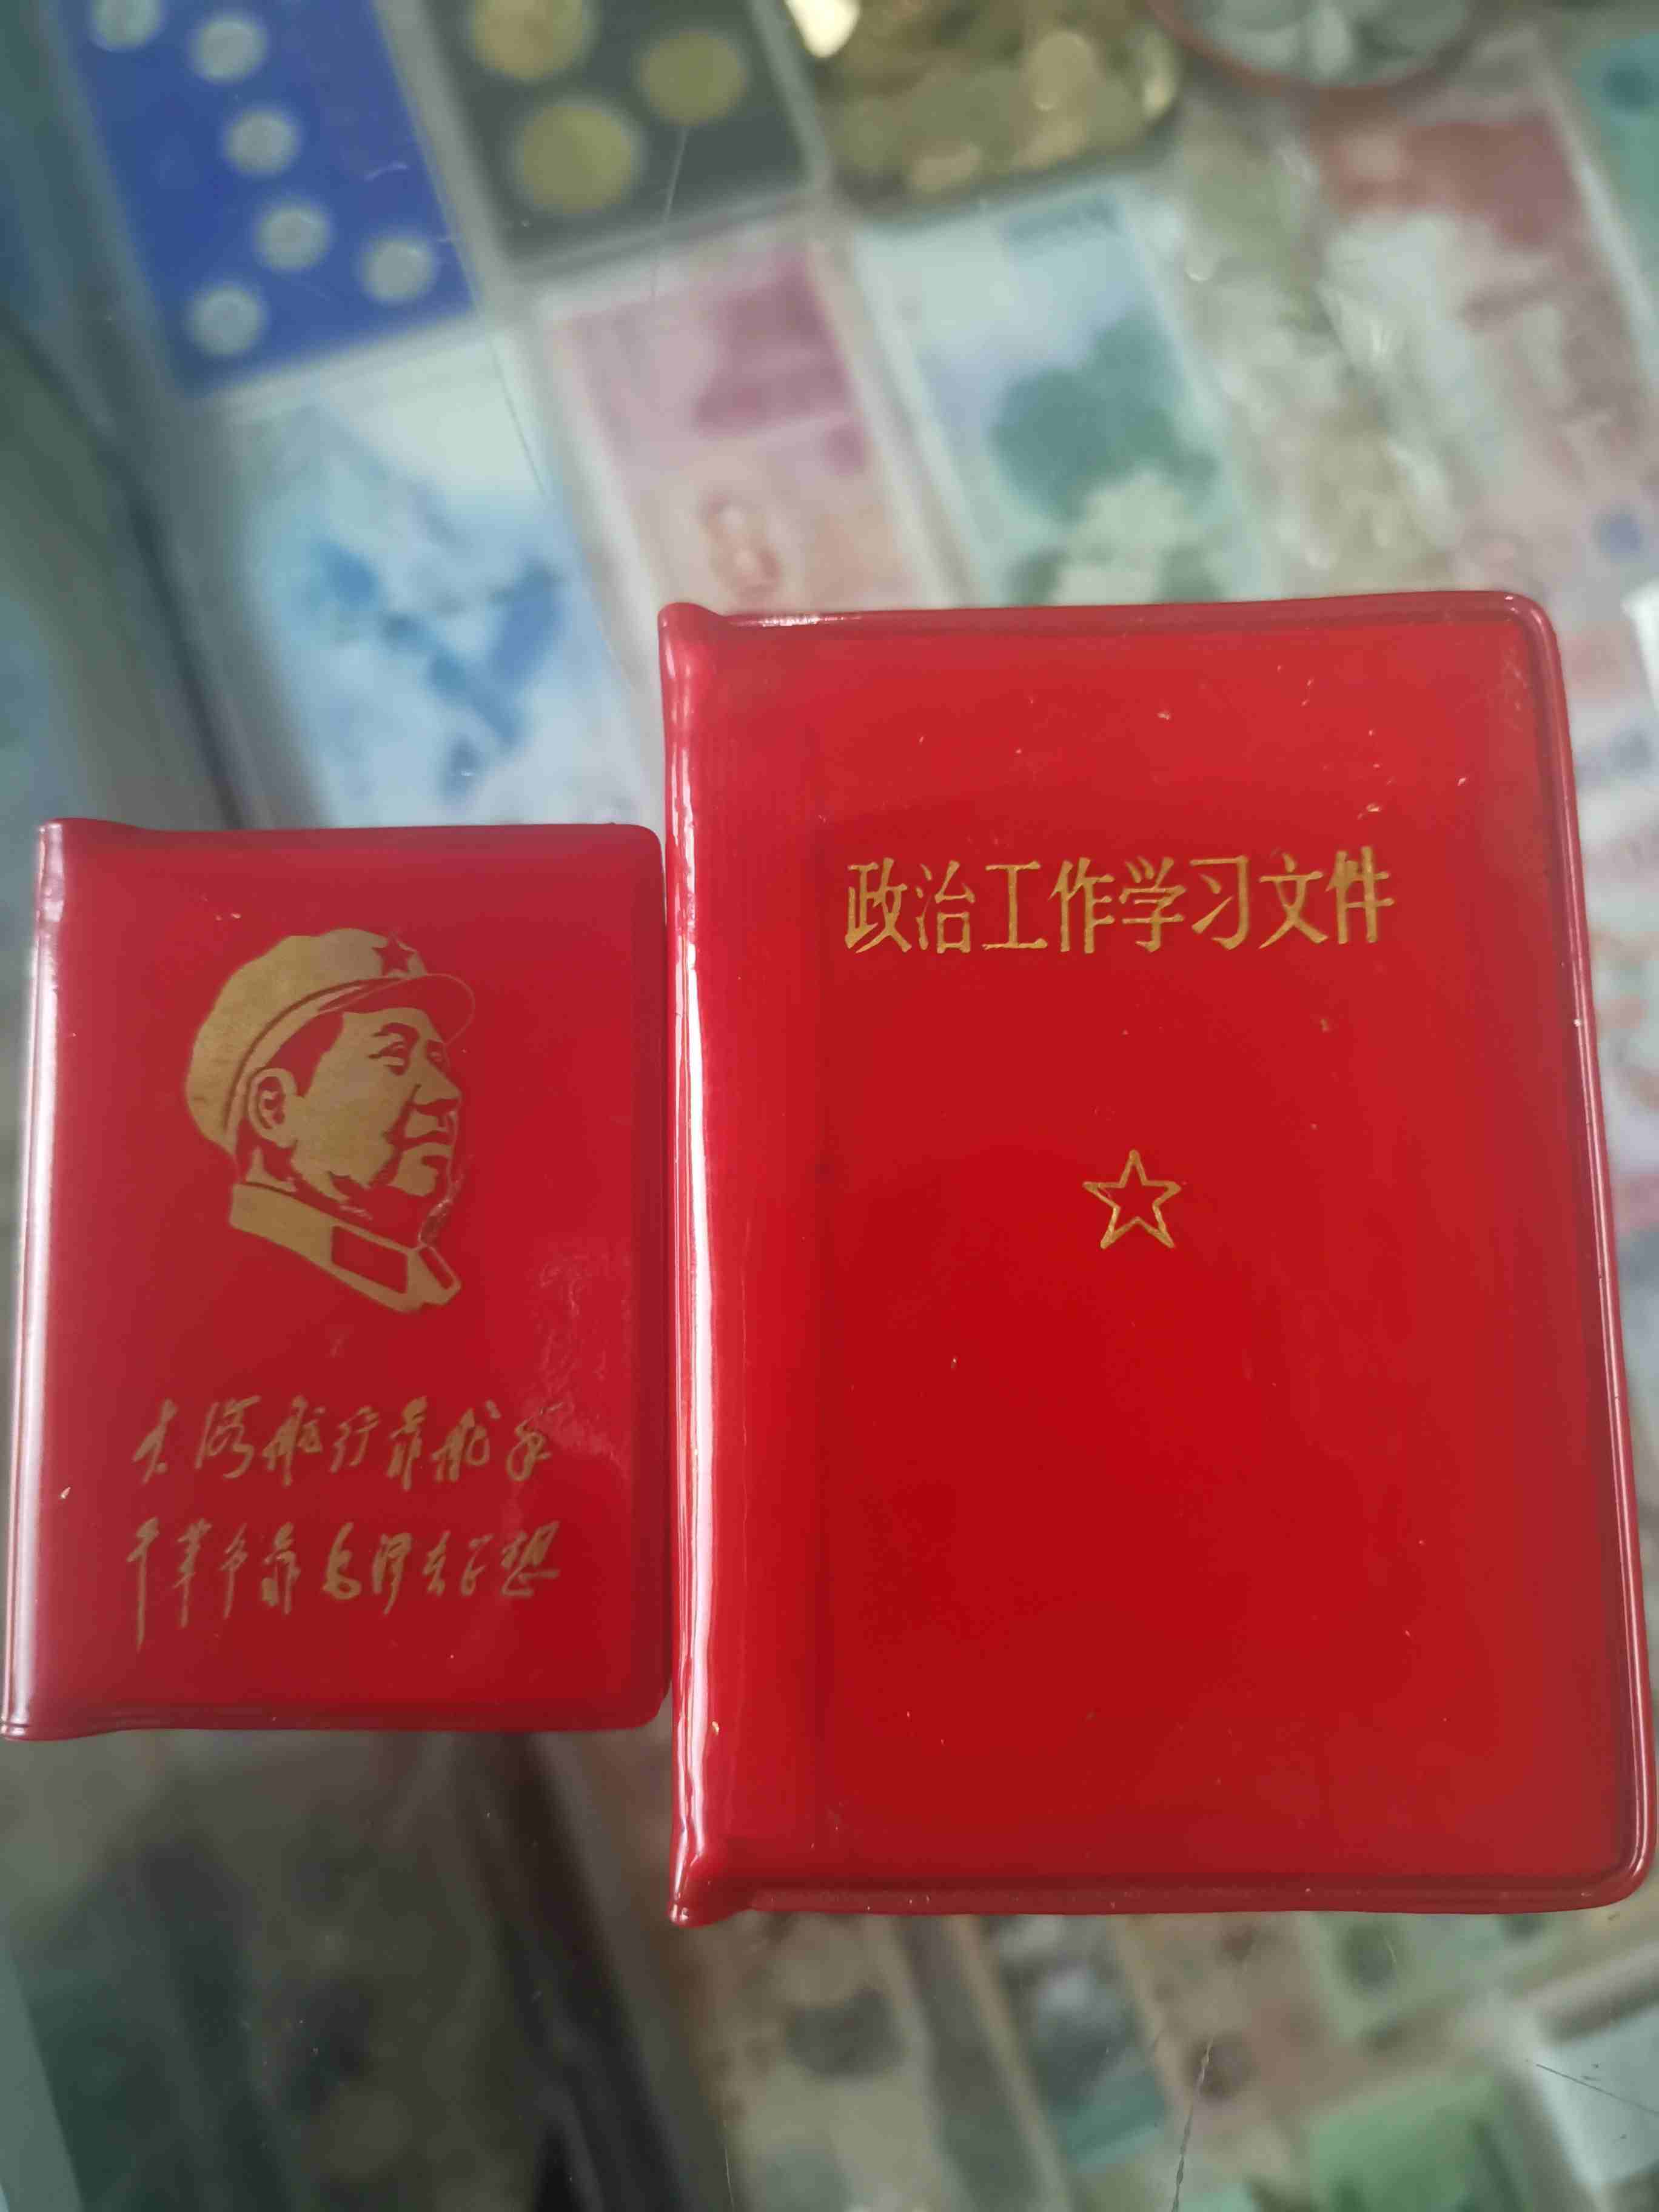 大海航行靠舵手
干革命靠毛泽东思想
政治工作学习文件